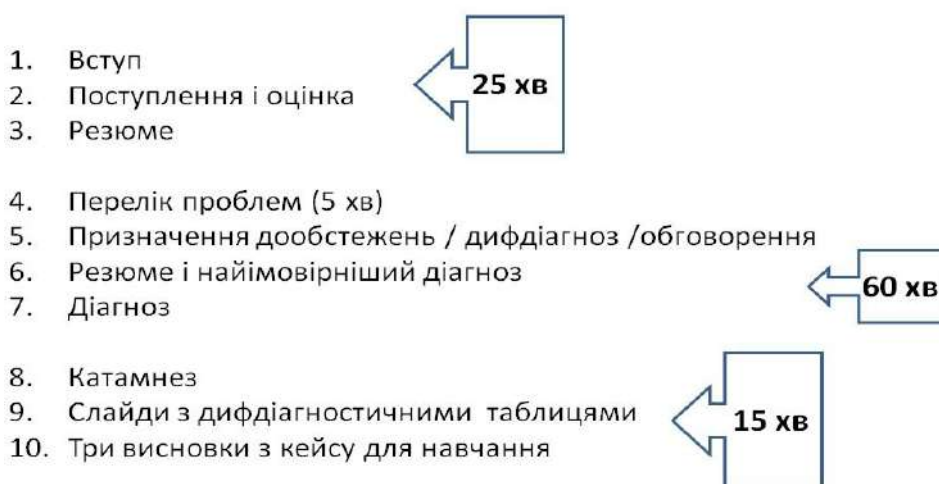 1. Вступ
2. Поступлення і оцінка
3. Резюме
25 хв
4. Перелік проблем (5 хв)
5. Призначення дообстежень / дифдіагноз /обговорення
6. Резюме і найімовірніший діагноз
7. Діагноз
60 хв
8. Катамнез
9. Слайди з дифдіагностичними таблицями
10. Три висновки з кейсу для навчання
15 хв